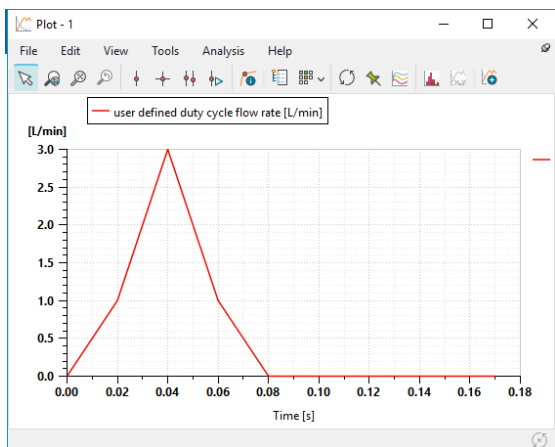 Plot - 1
File Edit View Tools Analysis Help
user defined duty cycle flow rate [L/min]
[L/min]
3.0
2.5
2.0
1.5
1.0
0.5
0.0
0.00 0.02 0.04 0.06 0.08 0.10 0.12 0.14 0.16 0.18
Time [s]